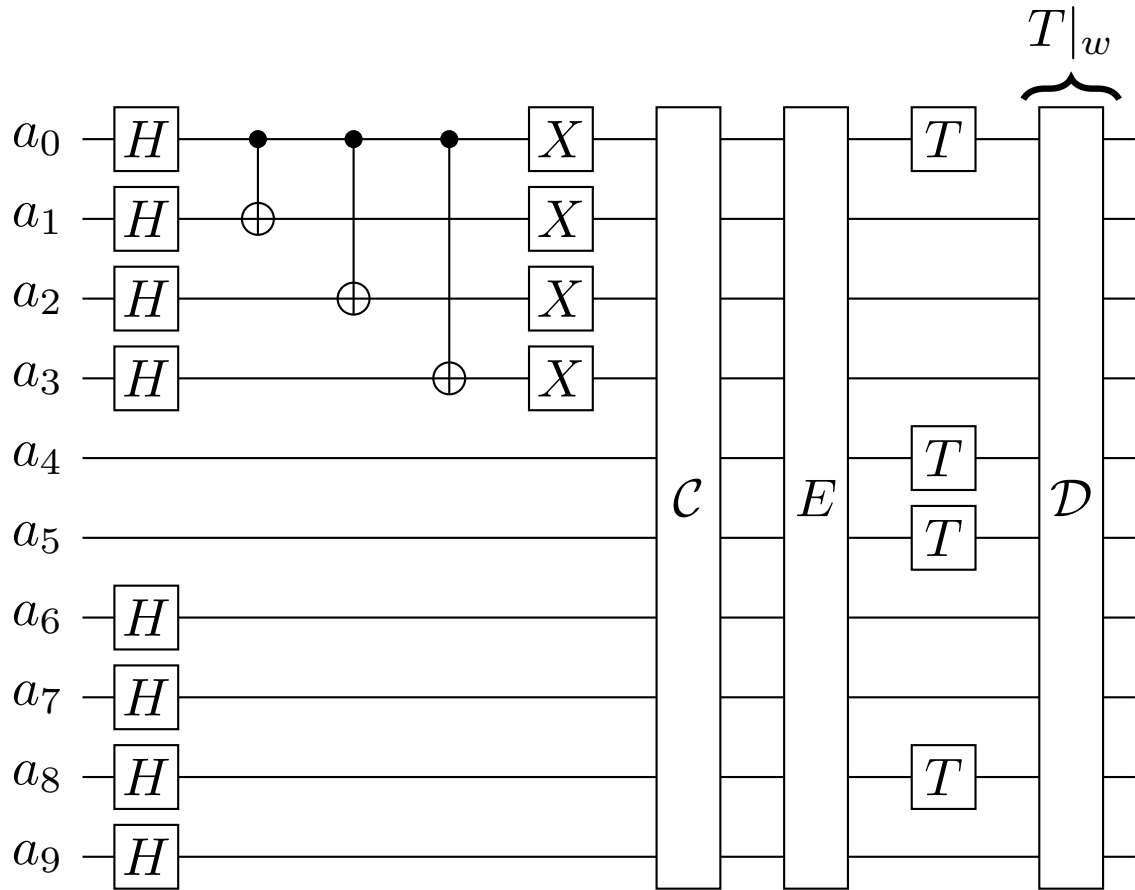 T|w
a0 H X T
a1 H X
a2 H X
a3 H X
a4 T
C E D
a5 T
a6 H
a7 H
a8 H T
a9 H